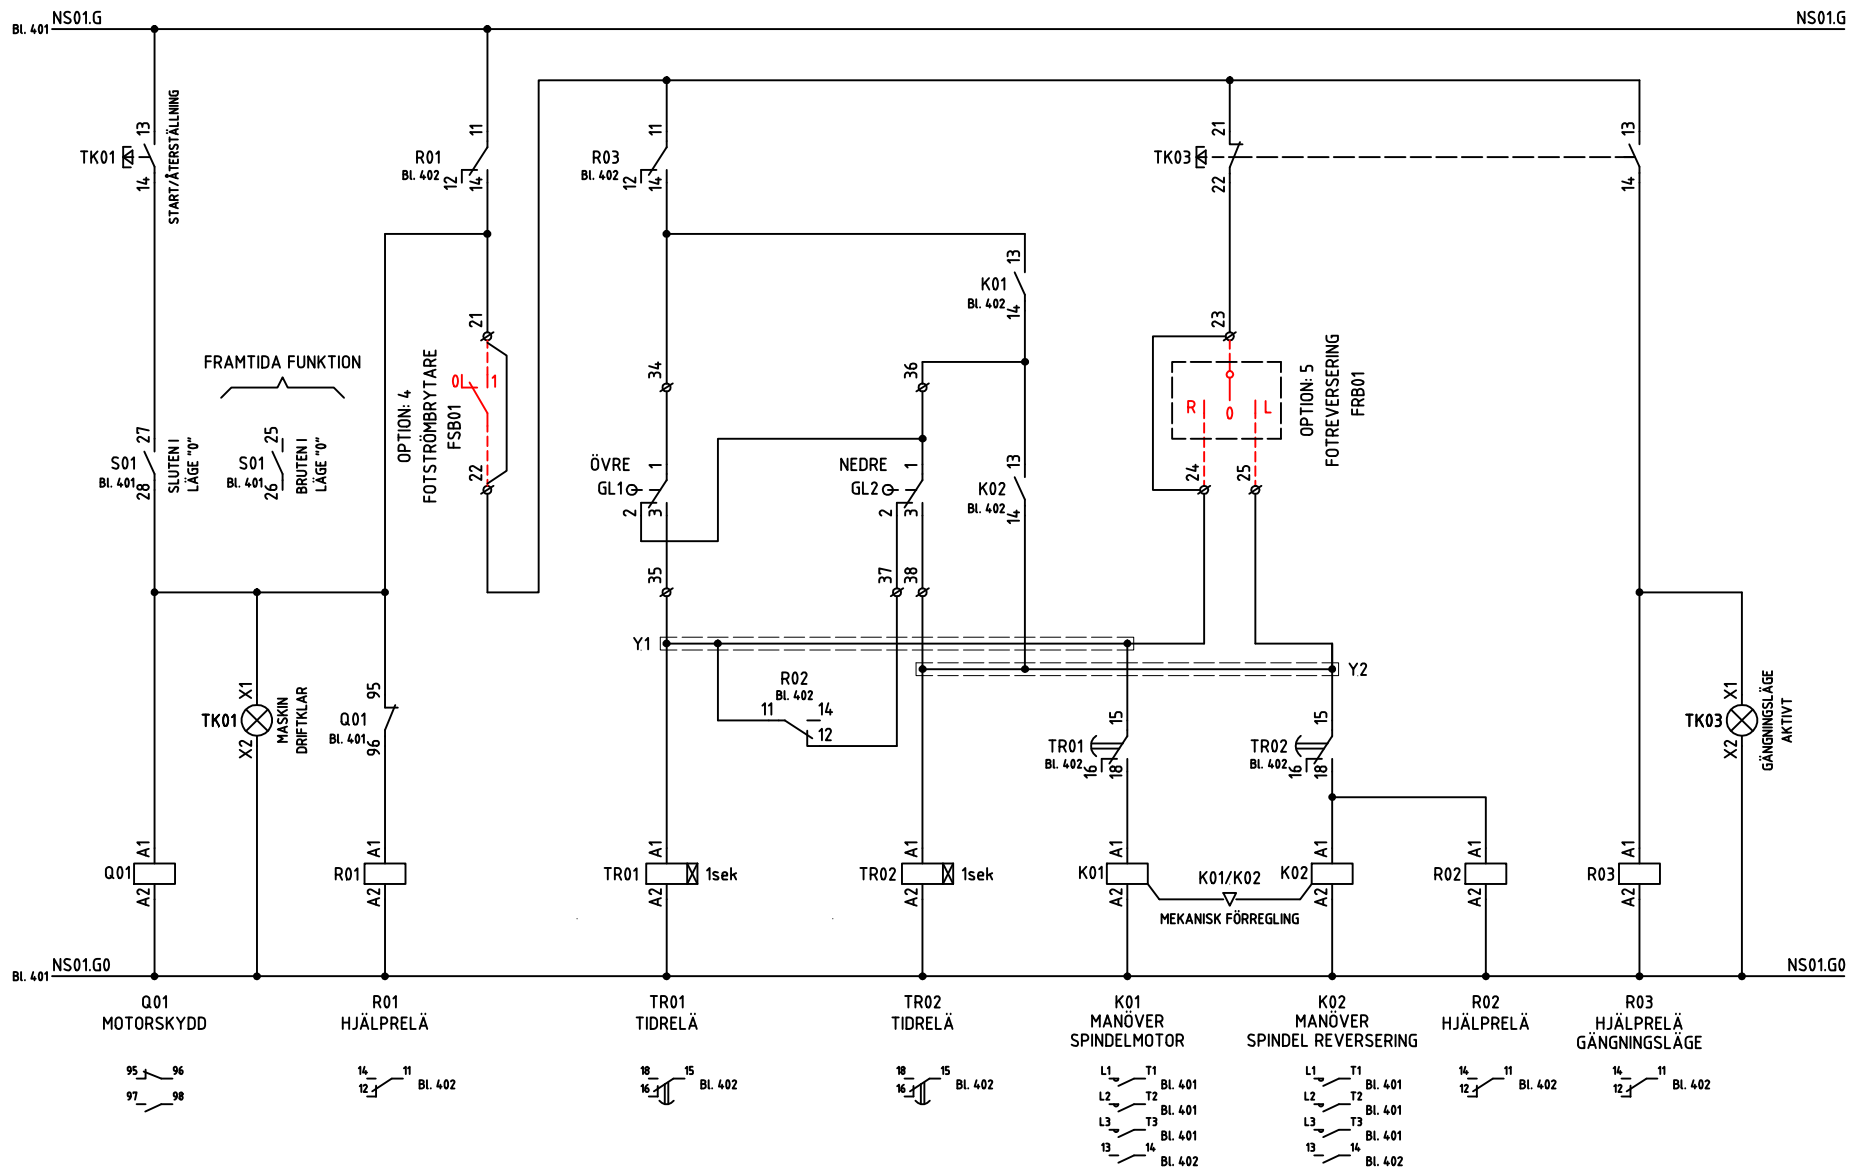 NS01.G
NS01.G
Bl. 401
13
TK01
14
START/ÅTERSTÄLLNING
11
R01
Bl. 402
12
14
11
R03
Bl. 402
12
14
21
TK03
22
13
14
13
K01
Bl. 402
14
21
23
FRAMTIDA FUNKTION
OPTION: 4
FOTSTRÖMBRYTARE
FSB01
0
1
22
34
36
R
0
L
OPTION: 5
FOTREVERSERING
FRB01
24
25
27
S01
Bl. 401
28
SLUTEN I
LÄGE "0"
25
S01
Bl. 401
26
BRUTEN I
LÄGE "0"
ÖVRE
GL1
1
2
3
NEDRE
GL2
1
2
3
13
K02
Bl. 402
14
35
37
38
Y1
Y2
X1
TK01
X2
MASKIN
DRIFTKLAR
95
Q01
Bl. 401
96
R02
Bl. 402
11
14
12
15
TR01
Bl. 402
16
18
15
TR02
Bl. 402
16
18
X1
TK03
X2
GÄNGNINGSLÄGE
AKTIVT
A1
Q01
A2
A1
R01
A2
A1
TR01
1sek
A2
A1
TR02
1sek
A2
A1
K01
A2
K01/K02
MEKANISK FÖRREGLING
A1
K02
A2
A1
R02
A2
A1
R03
A2
Bl. 401
NS01.G0
NS01.G0
Q01
MOTORSKYDD
R01
HJÄLPRELÄ
TR01
TIDRELÄ
TR02
TIDRELÄ
K01
MANÖVER
SPINDELMOTOR
K02
MANÖVER
SPINDEL REVERSERING
R02
HJÄLPRELÄ
R03
HJÄLPRELÄ
GÄNGNINGSLÄGE
95 96
97 98
14 11
12
Bl. 402
18 15
16
Bl. 402
18 15
16
Bl. 402
L1 T1
Bl. 401
L2 T2
Bl. 401
L3 T3
Bl. 401
13 14
Bl. 402
L1 T1
Bl. 401
L2 T2
Bl. 401
L3 T3
Bl. 401
13 14
Bl. 402
14 11
12
Bl. 402
14 11
12
Bl. 402